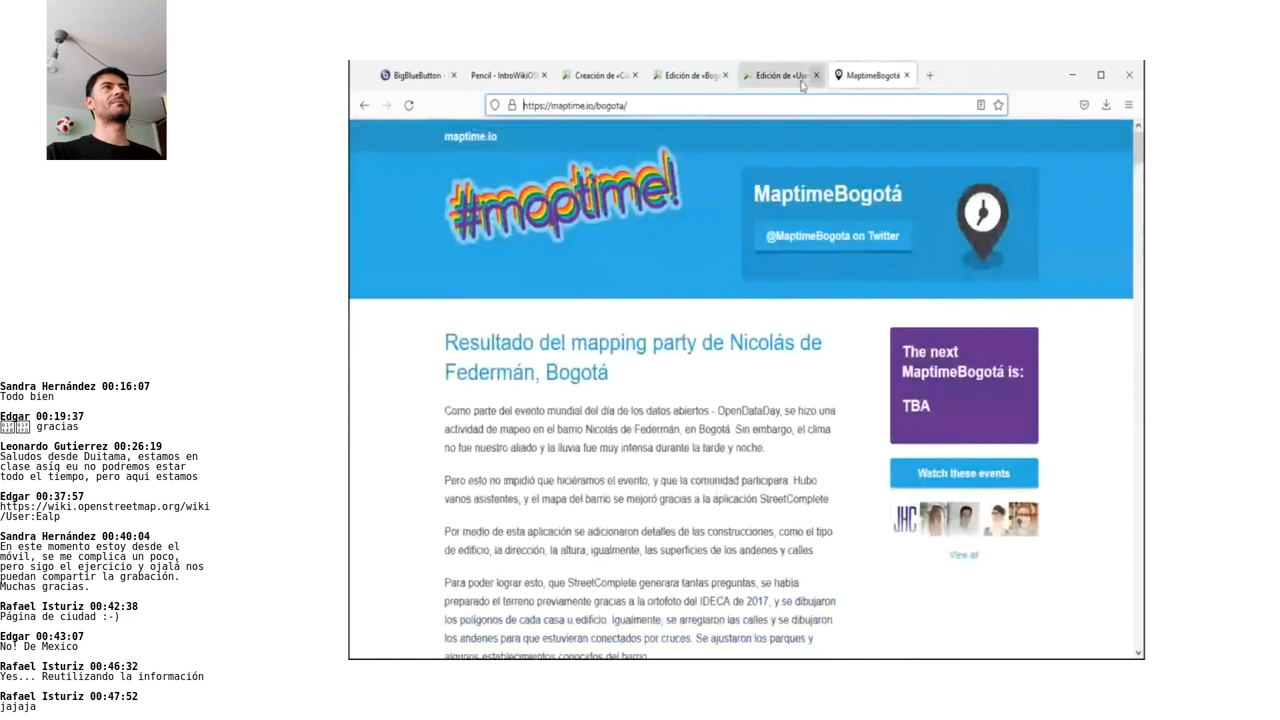 BigBlueButton -
Pencil - IntroWikiOS
Creación de «Ci
Edición de «Bog
Edición de «Use
MaptimeBogotá
https://maptime.io/bogota/
maptime.io
#maptime!
MaptimeBogotá
@MaptimeBogota on Twitter
Resultado del mapping party de Nicolás de
Federmán, Bogotá
Como parte del evento mundial del día de los datos abiertos - OpenDataDay, se hizo una
actividad de mapeo en el barrio Nicolás de Federmán, en Bogotá. Sin embargo, el clima
no fue nuestro aliado y la lluvia fue muy intensa durante la tarde y noche.
Pero esto no impidió que hiciéramos el evento, y que la comunidad participara. Hubo
varios asistentes, y el mapa del barrio se mejoró gracias a la aplicación StreetComplete
Por medio de esta aplicación se adicionaron detalles de las construcciones, como el tipo
de edificio, la dirección, la altura, igualmente, las superficies de los andenes y calles.
Para poder lograr esto, que StreetComplete generara tantas preguntas, se había
preparado el terreno previamente gracias a la ortofoto del IDECA de 2017, y se dibujaron
los polígonos de cada casa u edificio. Igualmente, se arreglaron las calles y se dibujaron
los andenes para que estuvieran conectados por cruces. Se ajustaron los parques y
algunos establecimientos conocidos del barrio.
The next
MaptimeBogotá is:
TBA
Watch these events
JHC
View all
Sandra Hernández 00:16:07
Todo bien
Edgar 00:19:37
gracias
Leonardo Gutierrez 00:26:19
Saludos desde Duitama, estamos en
clase asig eu no podremos estar
todo el tiempo, pero aqui estamos
Edgar 00:37:57
https://wiki.openstreetmap.org/wiki
/User:Ealp
Sandra Hernández 00:40:04
En este momento estoy desde el
móvil, se me complica un poco,
pero sigo el ejercicio y ojalá nos
puedan compartir la grabación.
Muchas gracias.
Rafael Isturiz 00:42:38
Página de ciudad :-)
Edgar 00:43:07
No! De Mexico
Rafael Isturiz 00:46:32
Yes... Reutilizando la información
Rafael Isturiz 00:47:52
jajaja